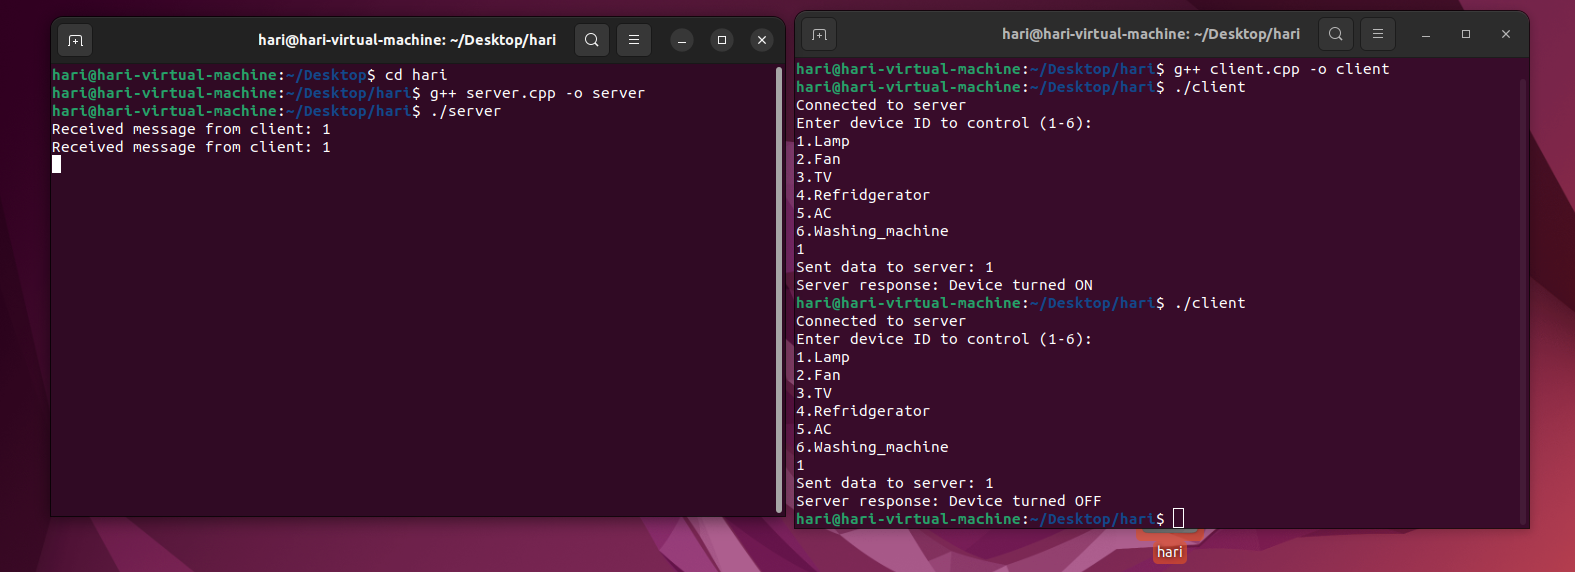 hari@hari-virtual-machine: ~/Desktop/hari
hari@hari-virtual-machine:~/Desktop$ cd hari
hari@hari-virtual-machine:~/Desktop/hari$ g++ server.cpp -o server
hari@hari-virtual-machine:~/Desktop/hari$ ./server
Received message from client: 1
Received message from client: 1
hari@hari-virtual-machine: ~/Desktop/hari
hari@hari-virtual-machine:~/Desktop/hari$ g++ client.cpp -o client
hari@hari-virtual-machine:~/Desktop/hari$ ./client
Connected to server
Enter device ID to control (1-6):
1.Lamp
2.Fan
3.TV
4.Refridgerator
5.AC
6.Washing_machine
1
Sent data to server: 1
Server response: Device turned ON
hari@hari-virtual-machine:~/Desktop/hari$ ./client
Connected to server
Enter device ID to control (1-6):
1.Lamp
2.Fan
3.TV
4.Refridgerator
5.AC
6.Washing_machine
1
Sent data to server: 1
Server response: Device turned OFF
hari@hari-virtual-machine:~/Desktop/hari$
hari